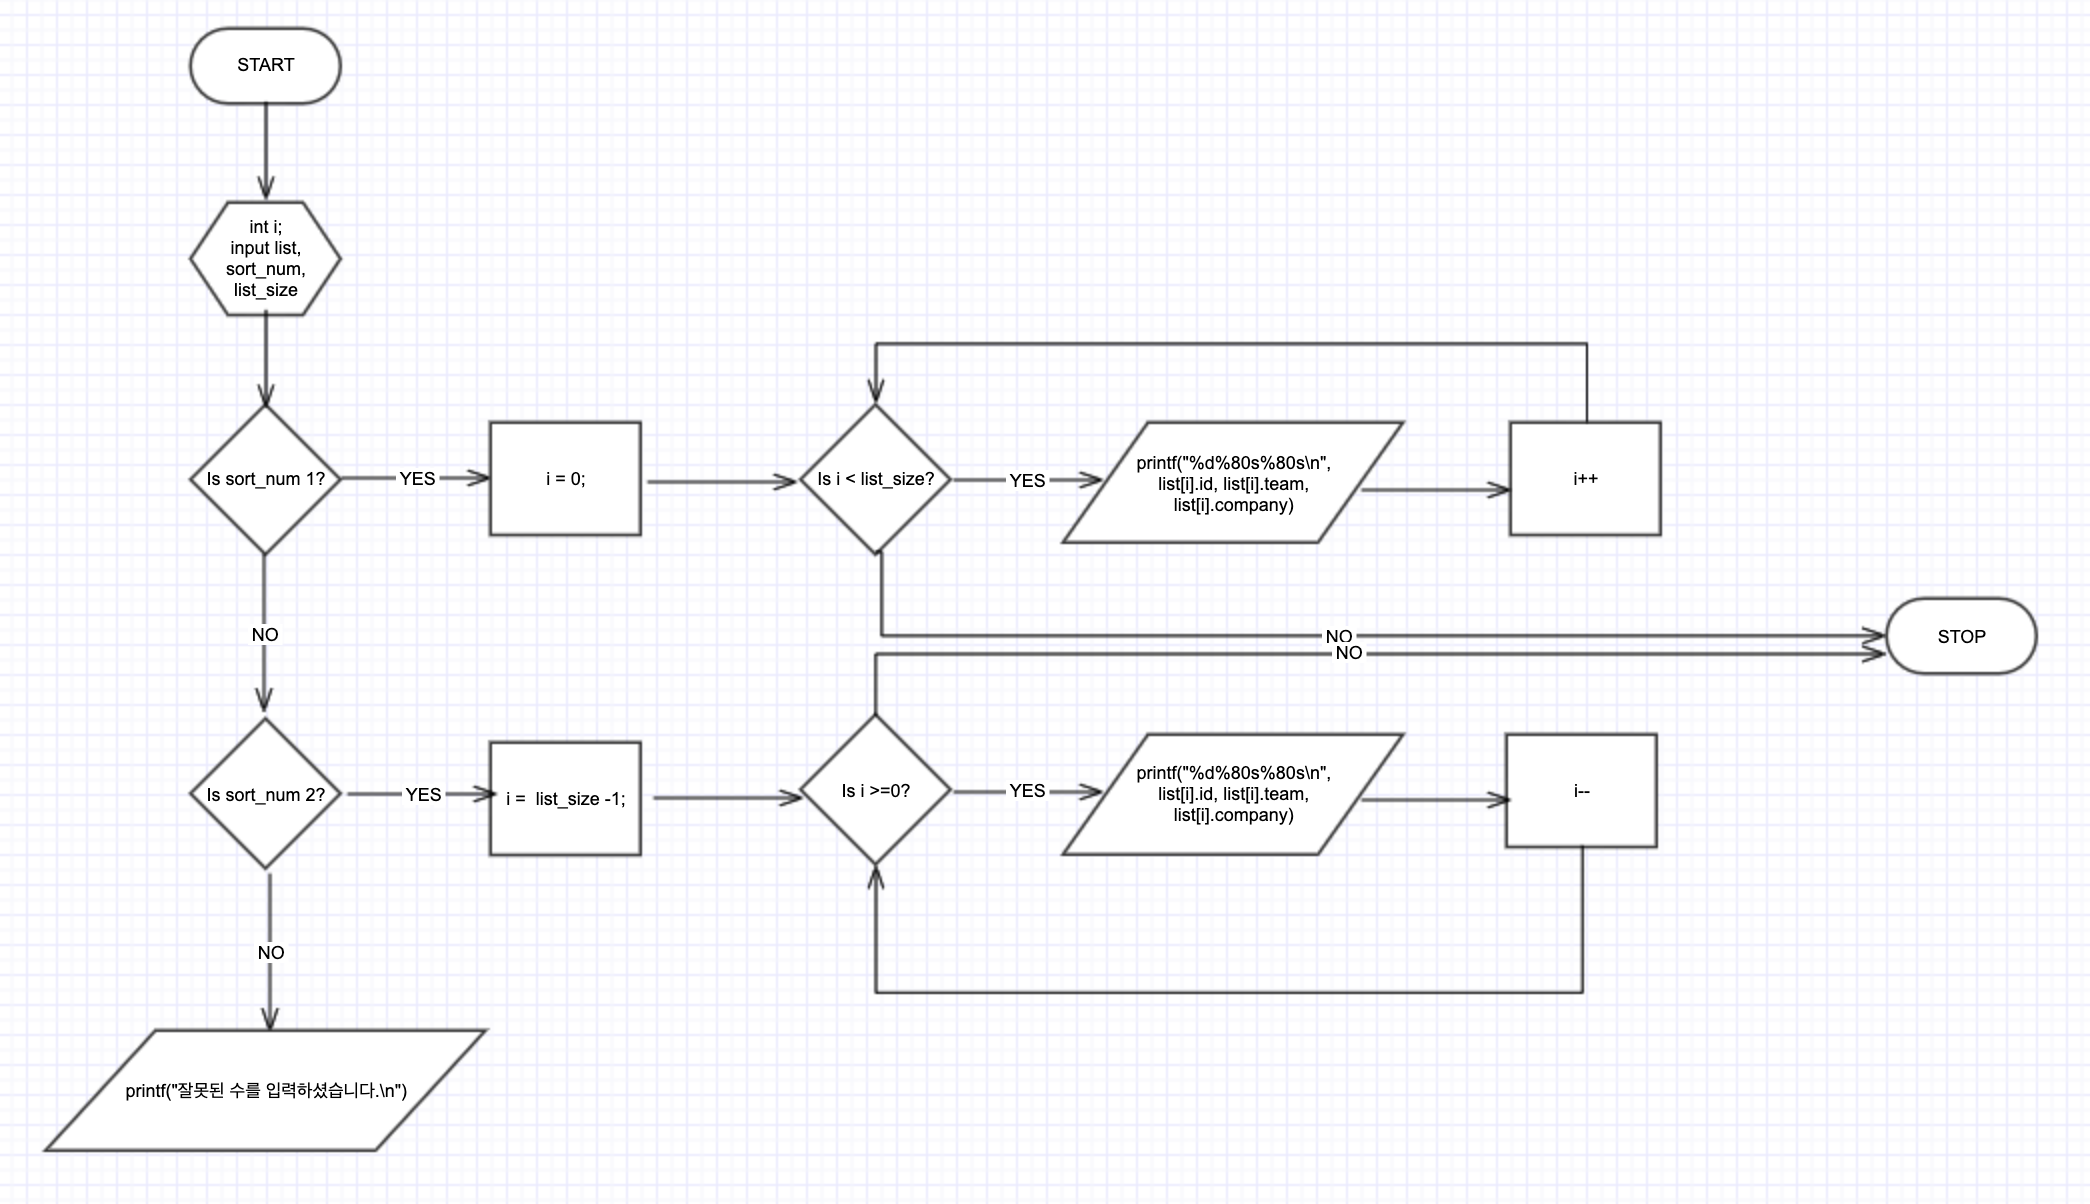 START
int i;
input list,
sort_num,
list_size
Is sort_num 1?
YES
i = 0;
Is i < list_size?
YES
printf("%d%80s%80s\n",
list[i].id, list[i].team,
list[i].company)
i++
NO
NO
NO
STOP
Is sort_num 2?
YES
i =  list_size -1;
Is i >=0?
YES
printf("%d%80s%80s\n",
list[i].id, list[i].team,
list[i].company)
i--
NO
printf("잘못된 수를 입력하셨습니다.\n")